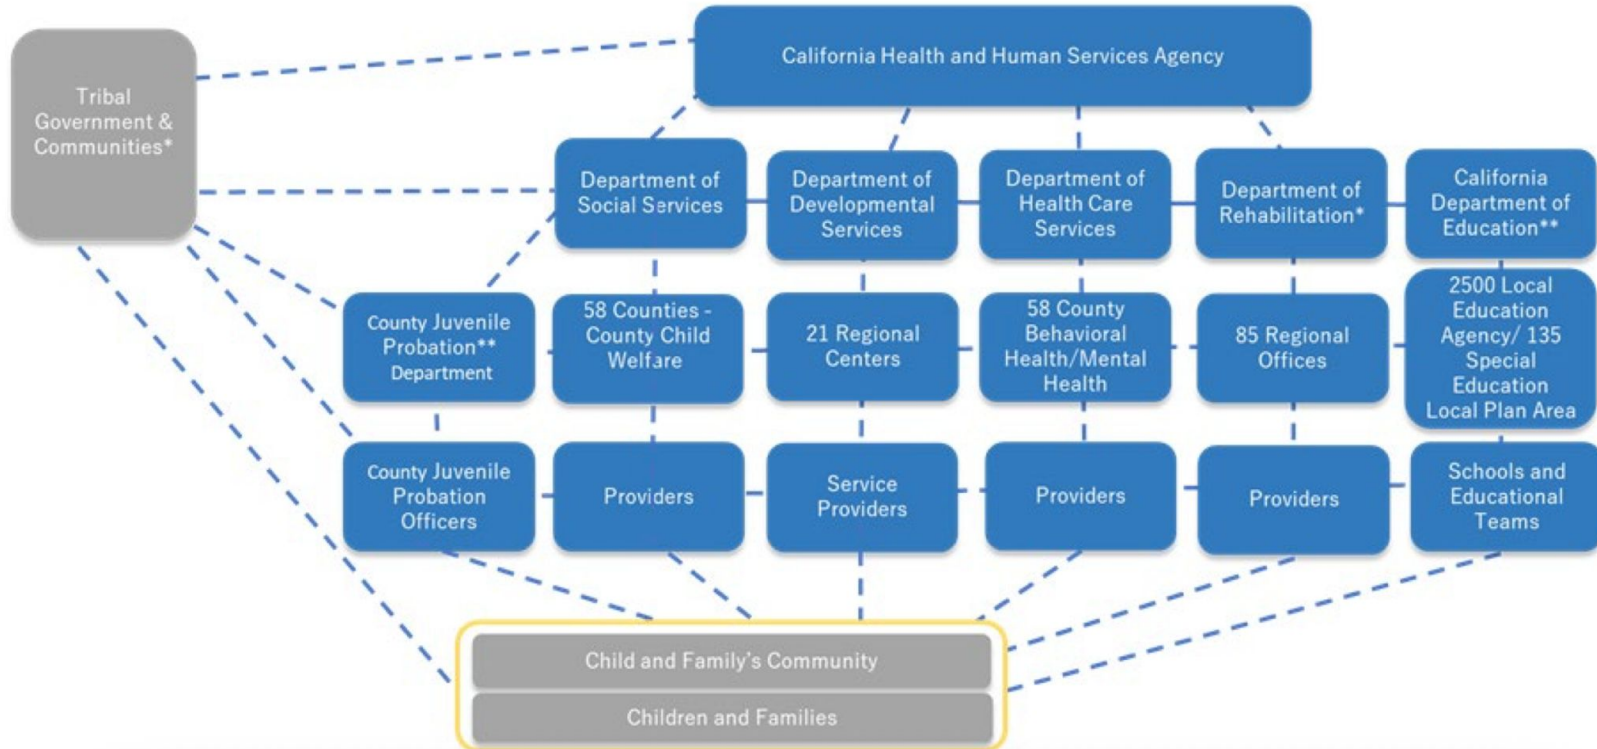 California Health and Human Services Agency
Tribal
Government &
Communities*
Department of
Social Services
Department of
Developmental
Services
Department of
Health Care
Services
Department of
Rehabilitation*
California
Department of
Education**
County Juvenile
Probation**
Department
58 Counties -
County Child
Welfare
21 Regional
Centers
58 County
Behavioral
Health/Mental
Health
85 Regional
Offices
2500 Local
Education
Agency/ 135
Special
Education
Local Plan Area
County Juvenile
Probation
Officers
Providers
Service
Providers
Providers
Providers
Schools and
Educational
Teams
Child and Family's Community
Children and Families